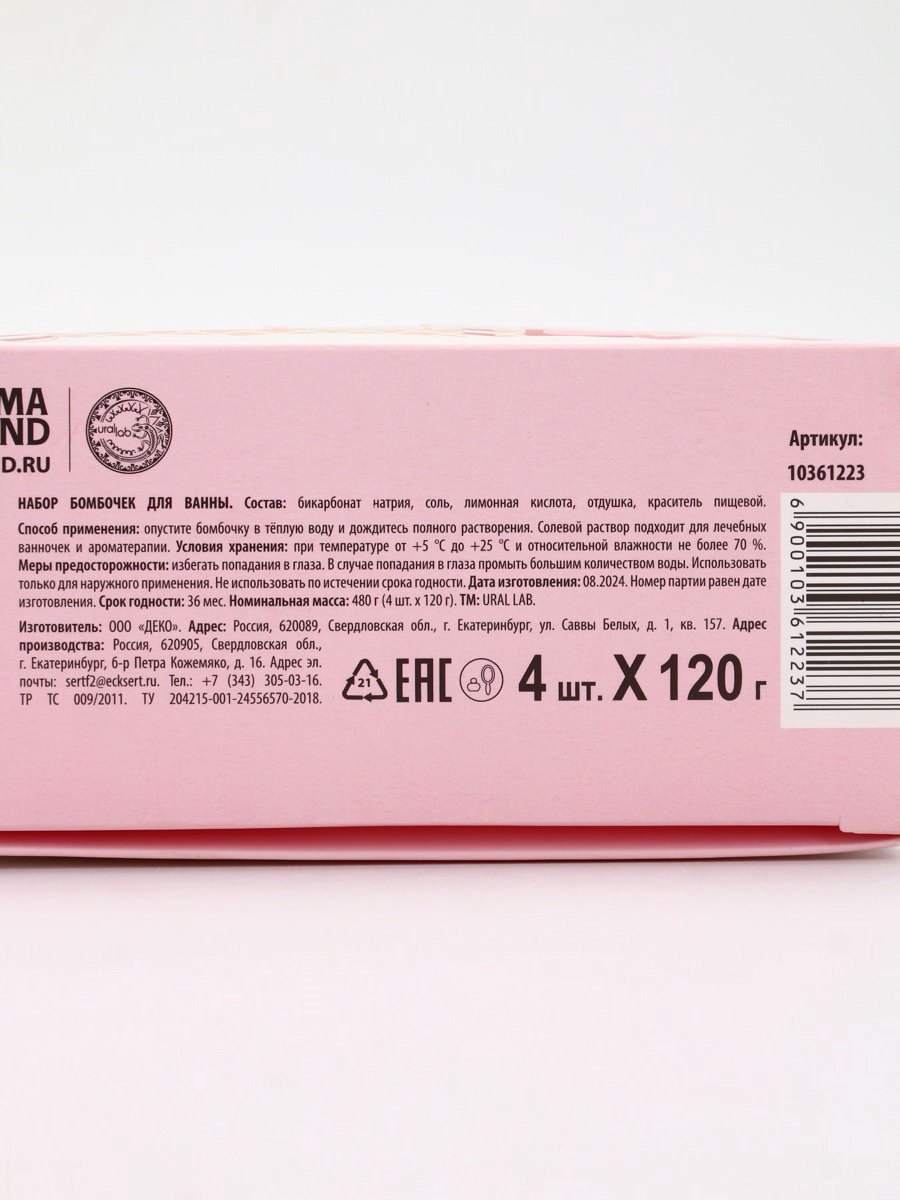 МА
ND
D.RU
ural lab
Артикул:
10361223
НАБОР БОМБОЧЕК ДЛЯ ВАННЫ. Состав: бикарбонат натрия, соль, лимонная кислота, отдушка, краситель пищевой.
Способ применения: опустите бомбочку в тёплую воду и дождитесь полного растворения. Солевой раствор подходит для лечебных
ванночек и ароматерапии. Условия хранения: при температуре от +5 °С до +25 °С и относительной влажности не более 70 %.
Меры предосторожности: избегать попадания в глаза. В случае попадания в глаза промыть большим количеством воды. Использовать
только для наружного применения. Не использовать по истечении срока годности. Дата изготовления: 08.2024. Номер партии равен дате
изготовления. Срок годности: 36 мес. Номинальная масса: 480 г (4 шт. х 120 г). ТМ: URAL LAB.
Изготовитель: ООО «ДЕКО». Адрес: Россия, 620089, Свердловская обл., г. Екатеринбург, ул. Саввы Белых, д. 1, кв. 157. Адрес
производства: Россия, 620905, Свердловская обл.,
г. Екатеринбург, б-р Петра Кожемяко, д. 16. Адрес эл.
почты: sertf2@ecksert.ru. Тел.: +7 (343) 305-03-16.
ТР ТС 009/2011. ТУ 204215-001-24556570-2018.
21
ЕАС
4 шт. Х 120 г
6900103612237